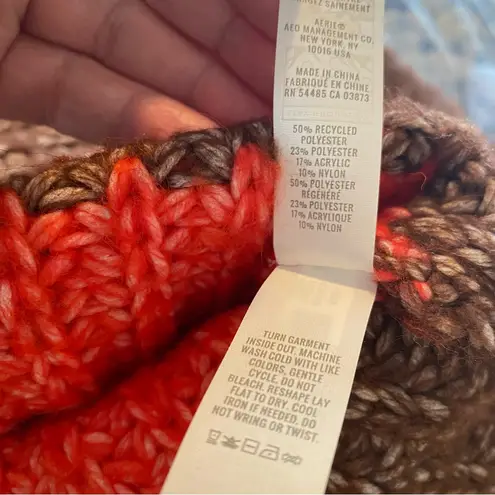 AERIE®
AEO MANAGEMENT CO.
NEW YORK, NY
10016 USA
MADE IN CHINA
FABRIQUÉ EN CHINE
RN 54485 CA 03873
50% RECYCLED
POLYESTER
23% POLYESTER
17% ACRYLIC
10% NYLON
50% POLYESTER
RÉGÉNÉRÉ
23% POLYESTER
17% ACRYLIQUE
10% NYLON
TURN GARMENT
INSIDE OUT. MACHINE
WASH COLD WITH LIKE
COLORS, GENTLE
CYCLE. DO NOT
BLEACH. RESHAPE LAY
FLAT TO DRY. COOL
IRON IF NEEDED. DO
NOT WRING OR TWIST.